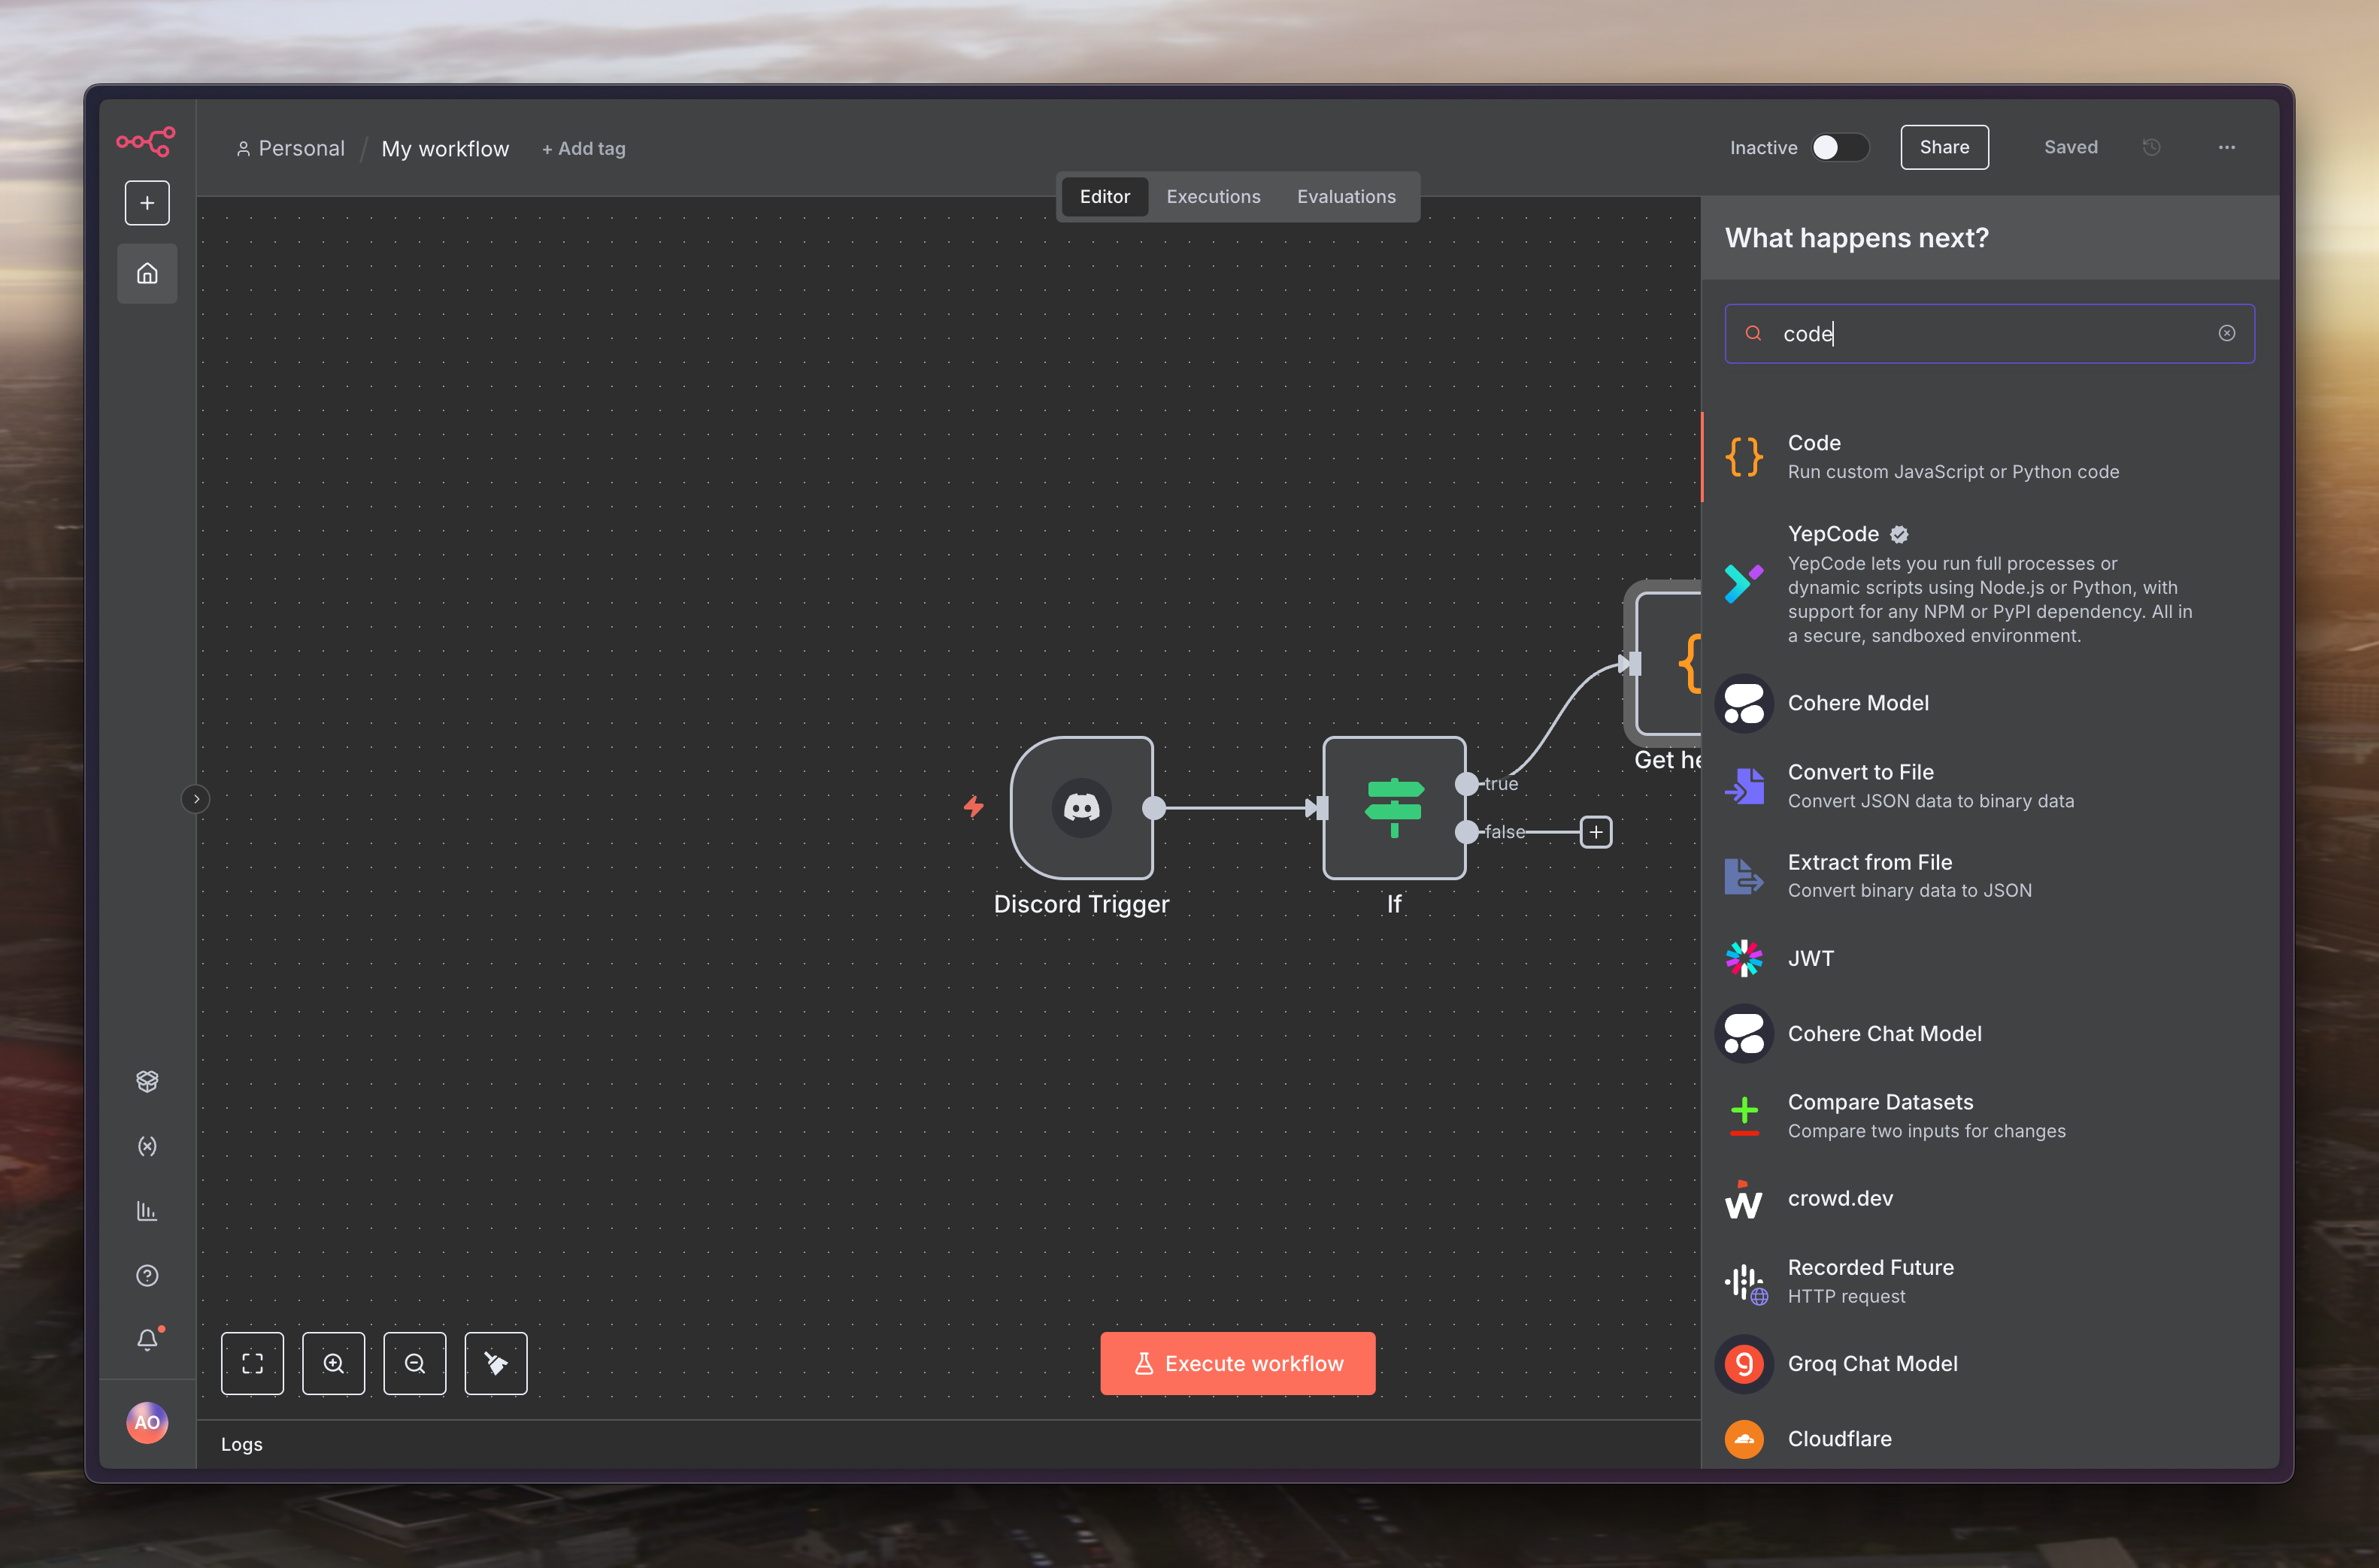 Personal / My workflow + Add tag
Inactive Share Saved
Editor Executions Evaluations
What happens next?
code
Code
Run custom JavaScript or Python code
YepCode
YepCode lets you run full processes or
dynamic scripts using Node.js or Python, with
support for any NPM or PyPI dependency. All in
a secure, sandboxed environment.
Cohere Model
Convert to File
Convert JSON data to binary data
Extract from File
Convert binary data to JSON
JWT
Cohere Chat Model
Compare Datasets
Compare two inputs for changes
crowd.dev
Recorded Future
HTTP request
Groq Chat Model
Cloudflare
Get he
true
false
Discord Trigger
If
Execute workflow
AO
Logs